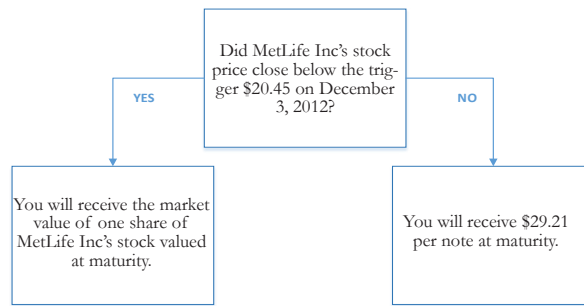 Did MetLife Inc's stock
price close below the trig-
ger $20.45 on December
3, 2012?
YES
NO
You will receive the market
value of one share of
MetLife Inc's stock valued
at maturity.
You will receive $29.21
per note at maturity.